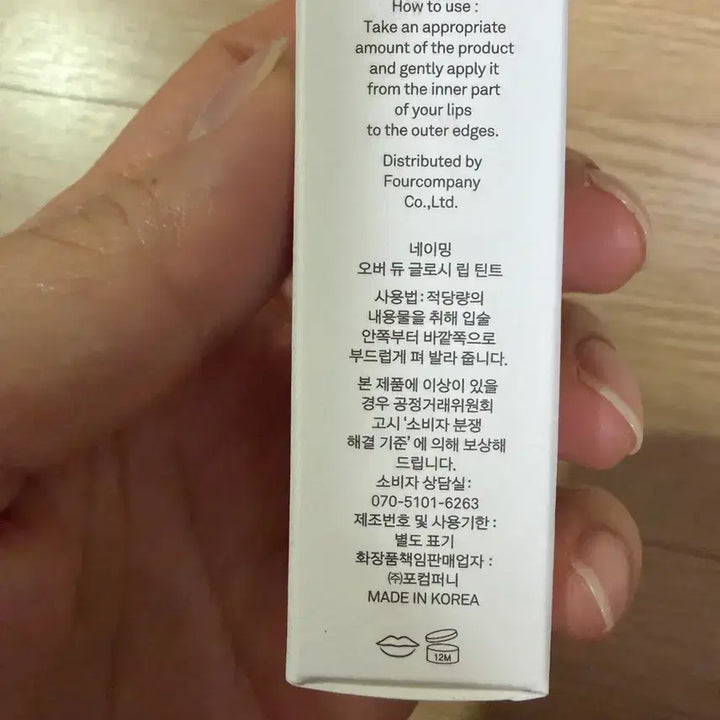 How to use :
Take an appropriate
amount of the product
and gently apply it
from the inner part
of your lips
to the outer edges.
Distributed by
Fourcompany
Co.,Ltd.
네이밍
오버 듀 글로시 립 틴트
사용법 : 적당량의
내용물을 취해 입술
안쪽부터 바깥쪽으로
부드럽게 펴 발라 줍니다.
본 제품에 이상이 있을
경우 공정거래위원회
고시 ‘소비자 분쟁
해결 기준’ 에 의해 보상해
드립니다.
소비자 상담실 :
070-5101-6263
제조번호 및 사용기한 :
별도 표기
화장품책임판매업자 :
㈜포컴퍼니
MADE IN KOREA
12M